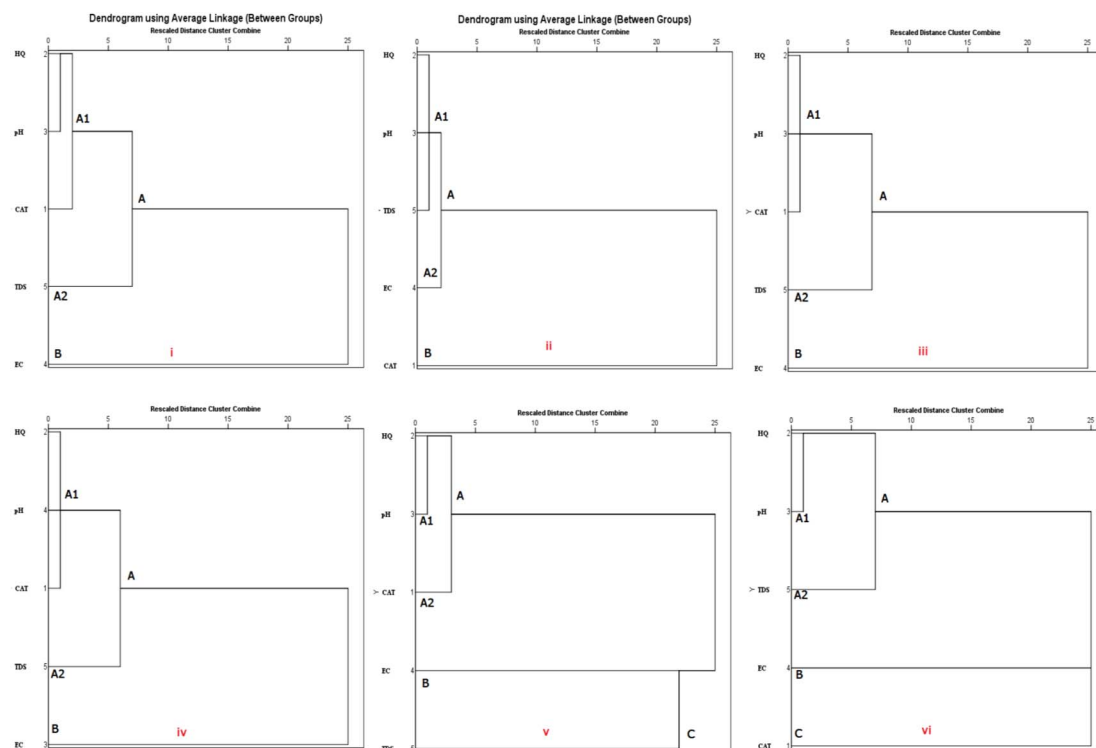 Dendrogram using Average Linkage (Between Groups)
Rescaled Distance Cluster Combine
0 5 10 15 20 25
HQ 2
A1
pH 3
A
CAT 1
TDS 5
A2
B
i
EC 4
Dendrogram using Average Linkage (Between Groups)
Rescaled Distance Cluster Combine
0 5 10 15 20 25
HQ 2
A1
pH 3
A
TDS 5
A2
EC 4
B
ii
CAT 1
Rescaled Distance Cluster Combine
0 5 10 15 20 25
HQ 2
A1
pH 3
A
Y CAT 1
TDS 5
A2
B
iii
EC 4
Rescaled Distance Cluster Combine
0 5 10 15 20 25
HQ 2
A1
pH 4
A
CAT 1
TDS 5
A2
B
iv
EC 3
Rescaled Distance Cluster Combine
0 5 10 15 20 25
HQ 2
A
pH 3
A1
Y CAT 1
A2
EC 4
B
v
C
TDS 5
Rescaled Distance Cluster Combine
0 5 10 15 20 25
HQ 2
A
pH 3
A1
Y TDS 5
A2
EC 4
B
C
vi
CAT 1